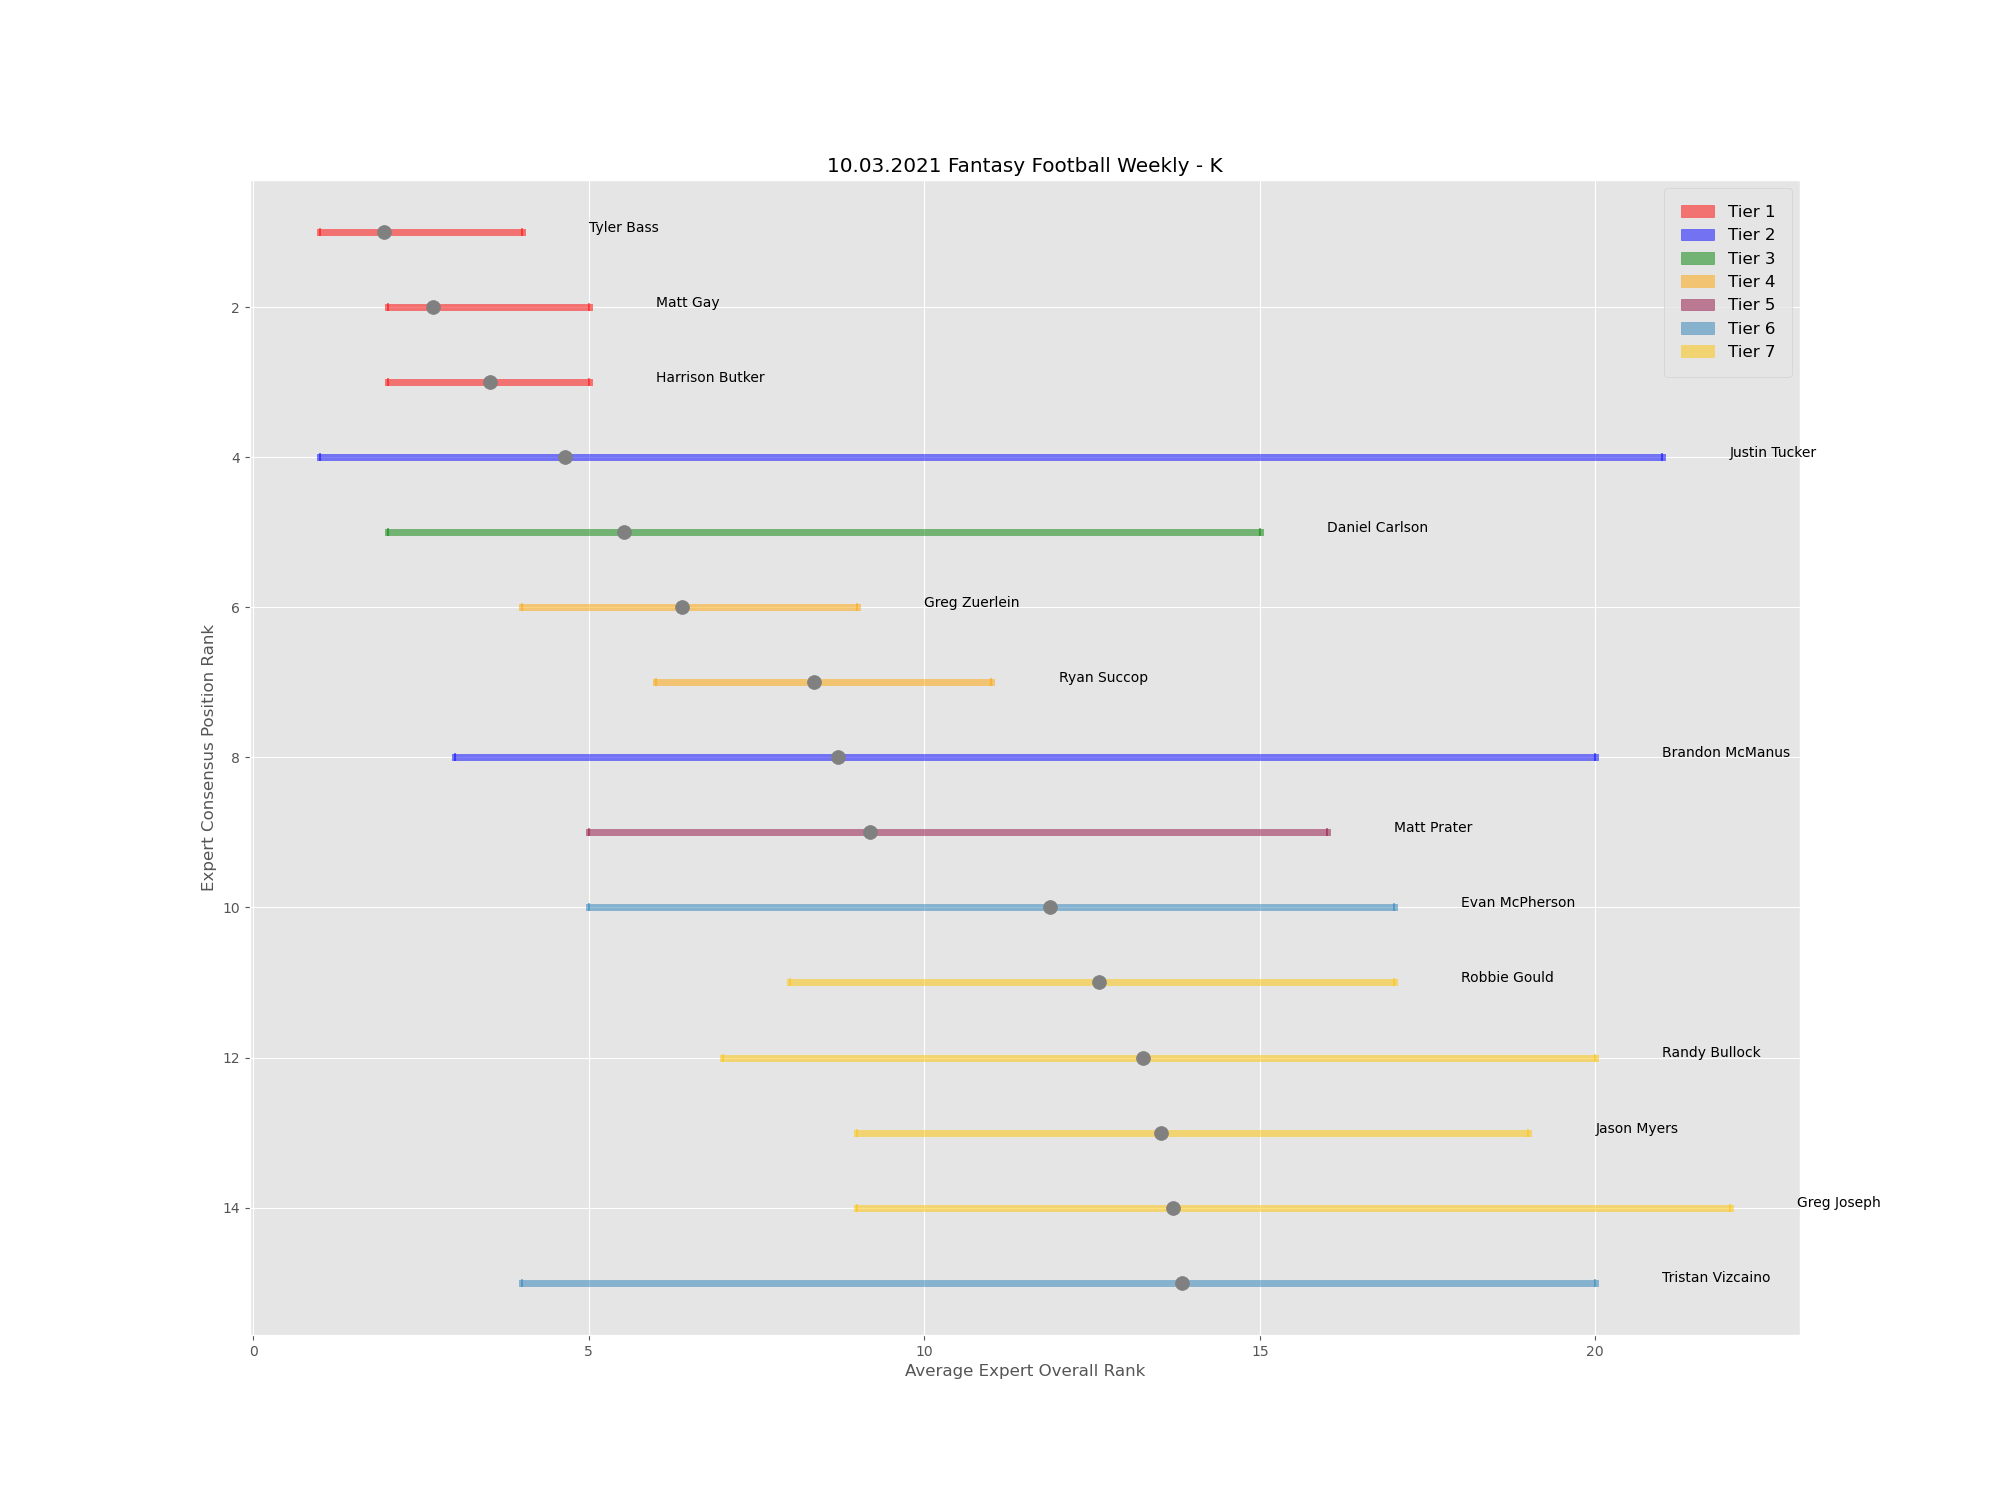 10.03.2021 Fantasy Football Weekly - K
Tier 1
Tier 2
Tier 3
Tier 4
Tier 5
Tier 6
Tier 7
Tyler Bass
Matt Gay
Harrison Butker
Justin Tucker
Daniel Carlson
Greg Zuerlein
Ryan Succop
Brandon McManus
Matt Prater
Evan McPherson
Robbie Gould
Randy Bullock
Jason Myers
Greg Joseph
Tristan Vizcaino
2
4
6
8
10
12
14
Expert Consensus Position Rank
0
5
10
15
20
Average Expert Overall Rank